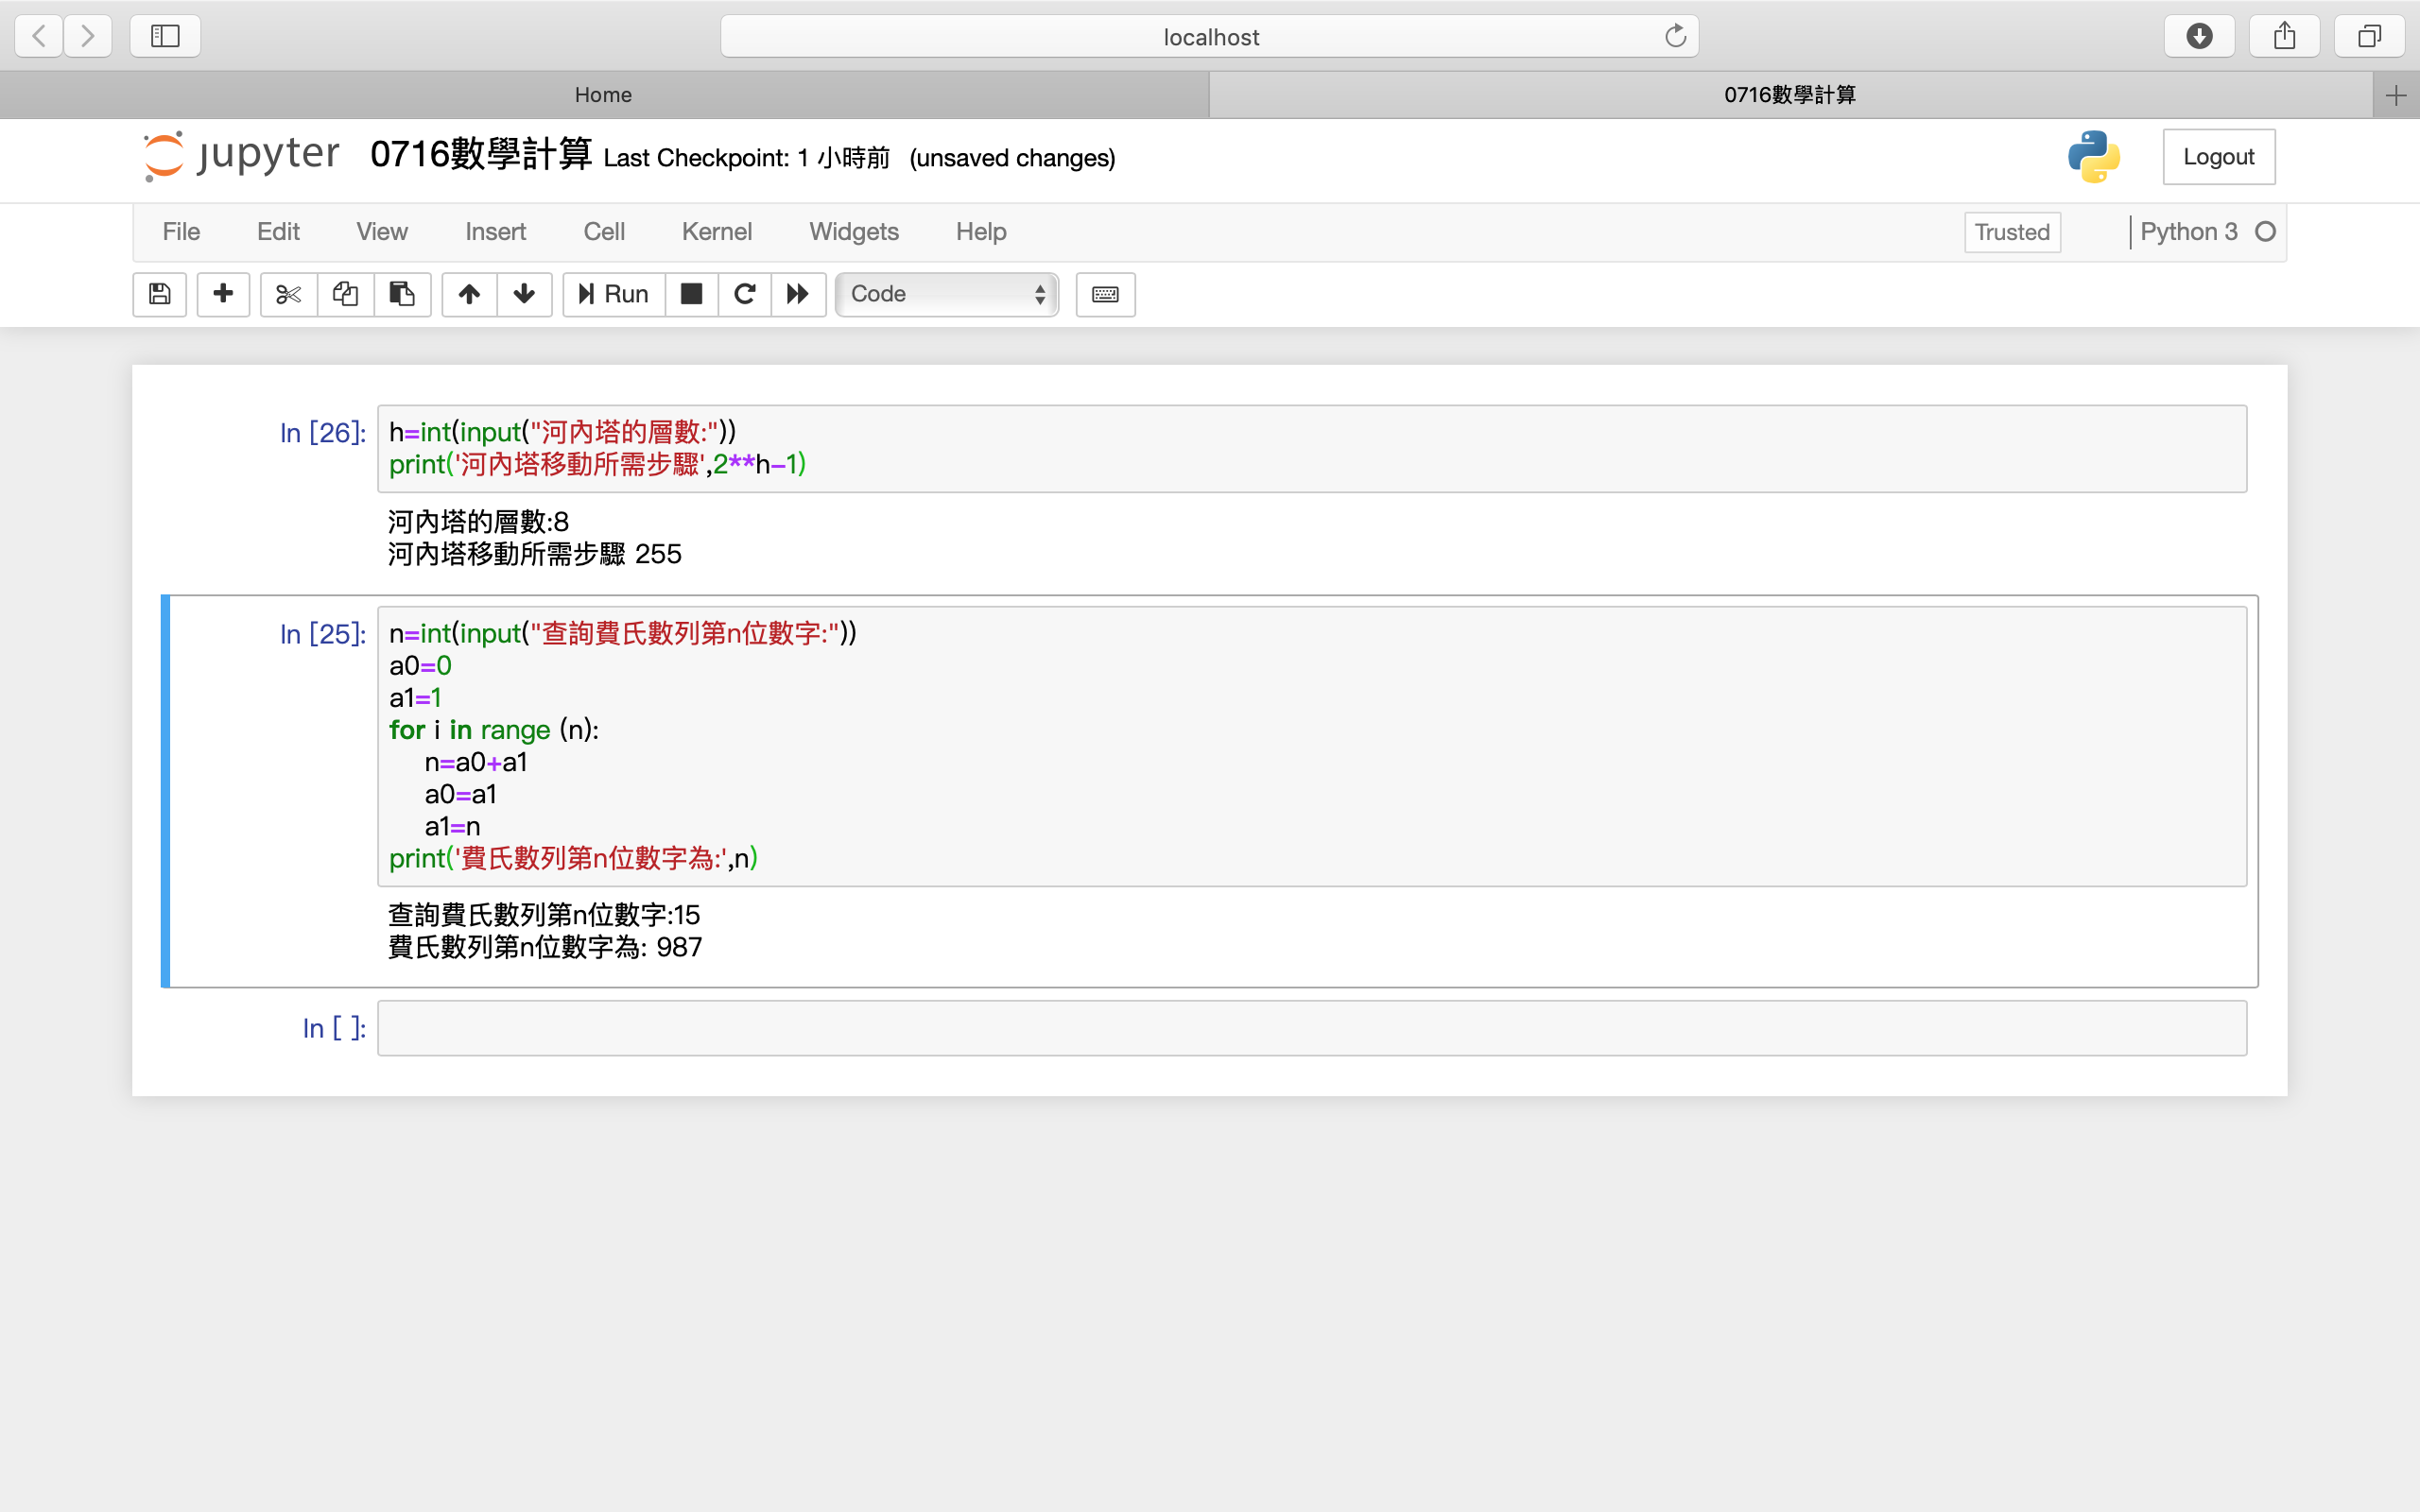 localhost
Home
0716數學計算
jupyter 0716數學計算 Last Checkpoint: 1 小時前 (unsaved changes)
Logout
File Edit View Insert Cell Kernel Widgets Help
Trusted
Python 3
Run
Code
In [26]:
h=int(input("河內塔的層數:"))
print('河內塔移動所需步驟',2**h-1)
河內塔的層數:8
河內塔移動所需步驟 255
In [25]:
n=int(input("查詢費氏數列第n位數字:"))
a0=0
a1=1
for i in range (n):
    n=a0+a1
    a0=a1
    a1=n
print('費氏數列第n位數字為:',n)
查詢費氏數列第n位數字:15
費氏數列第n位數字為: 987
In [ ]: